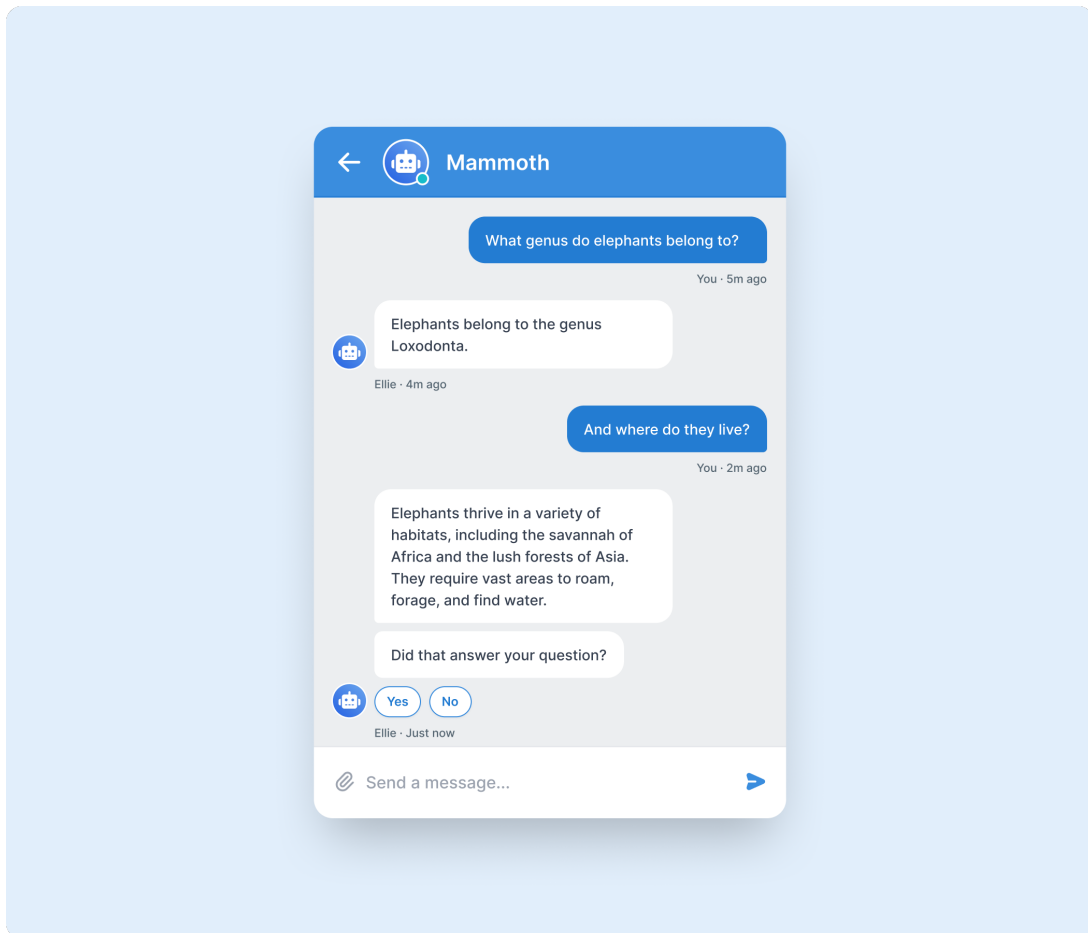 Mammoth
What genus do elephants belong to?
You · 5m ago
Elephants belong to the genus
Loxodonta.
Ellie · 4m ago
And where do they live?
You · 2m ago
Elephants thrive in a variety of
habitats, including the savannah of
Africa and the lush forests of Asia.
They require vast areas to roam,
forage, and find water.
Did that answer your question?
Yes No
Ellie · Just now
Send a message...